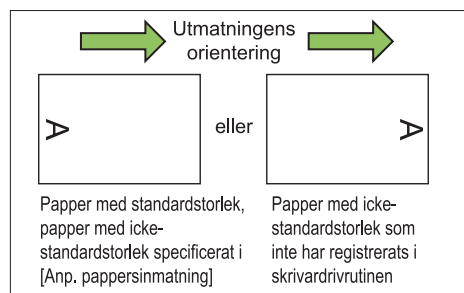 Utmatningens
orientering
A
eller
A
Papper med standardstorlek,
papper med icke-
standardstorlek specificerat i
[Anp. pappersinmatning]
Papper med icke-
standardstorlek som
inte har registrerats i
skrivardrivrutinen